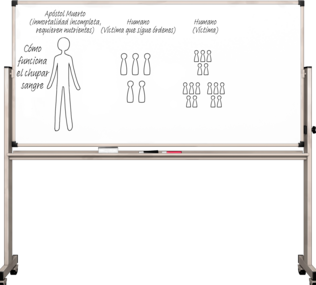 Apóstol Muerto
(inmortalidad incompleta,
requieren nutrientes)
Humano
(Víctima que sigue órdenes)
Humano
(Víctima)
Cómo
funciona
el chupar
sangre